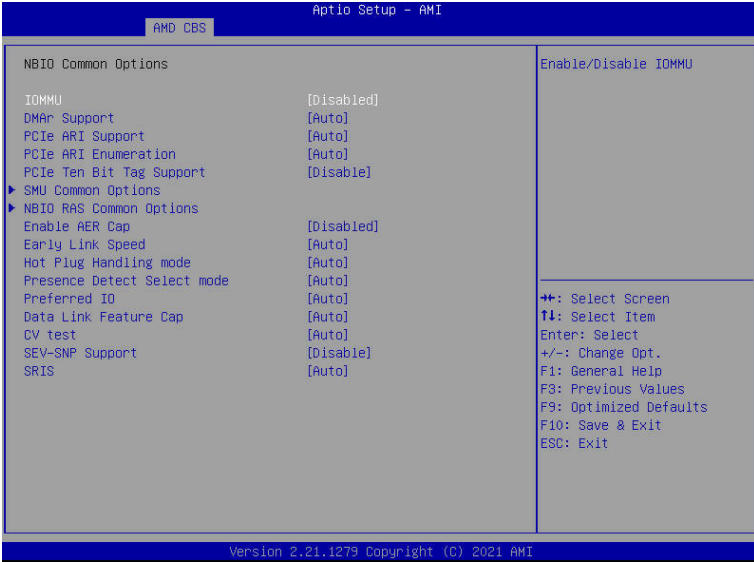 Aptio Setup – AMI
AMD CBS
NBIO Common Options
Enable/Disable IOMMU
IOMMU [Disabled]
DMAr Support [Auto]
PCIe ARI Support [Auto]
PCIe ARI Enumeration [Auto]
PCIe Ten Bit Tag Support [Disable]
SMU Common Options
NBIO RAS Common Options
Enable AER Cap [Disabled]
Early Link Speed [Auto]
Hot Plug Handling mode [Auto]
Presence Detect Select mode [Auto]
Preferred IO [Auto]
Data Link Feature Cap [Auto]
CV test [Auto]
SEV-SNP Support [Disable]
SRIS [Auto]
→←: Select Screen
↑↓: Select Item
Enter: Select
+/-: Change Opt.
F1: General Help
F3: Previous Values
F9: Optimized Defaults
F10: Save & Exit
ESC: Exit
Version 2.21.1279 Copyright (C) 2021 AMI